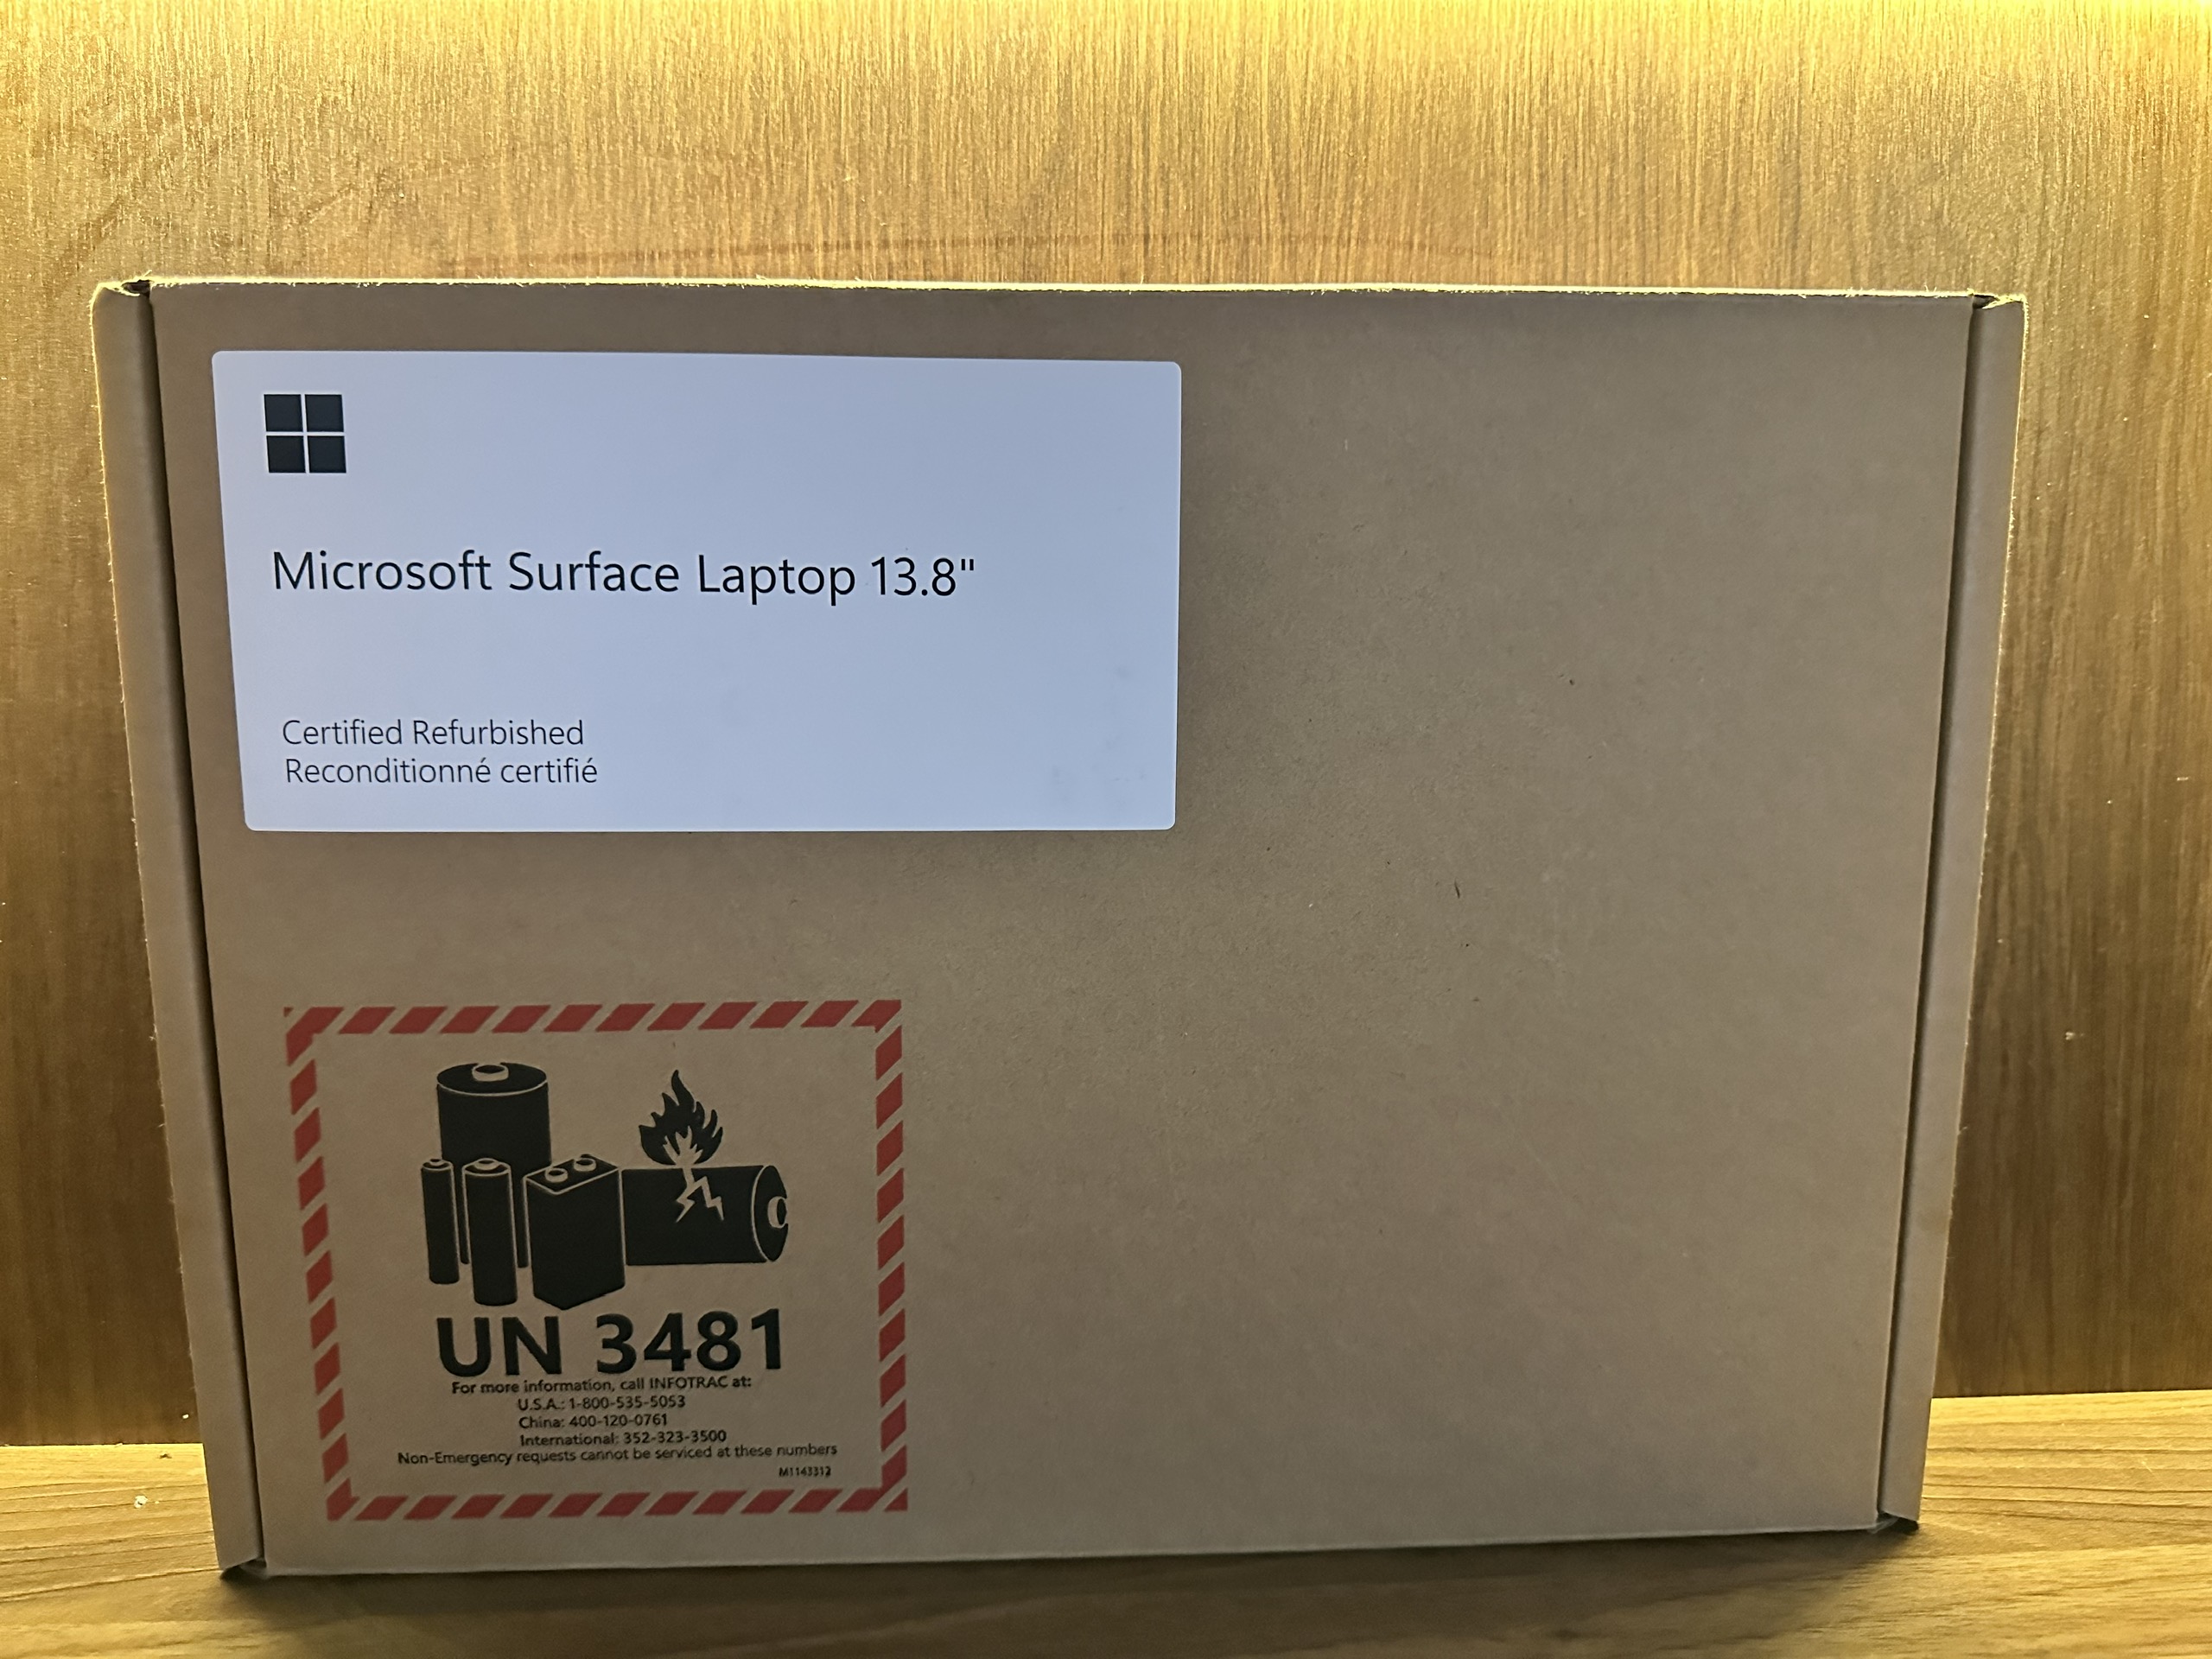 Microsoft Surface Laptop 13.8"
Certified Refurbished
Reconditionné certifié
UN 3481
For more information, call INFOTRAC at:
U.S.A.: 1-800-535-5053
China: 400-120-0761
International: 352-323-3500
Non-Emergency requests cannot be serviced at these numbers
M1143312